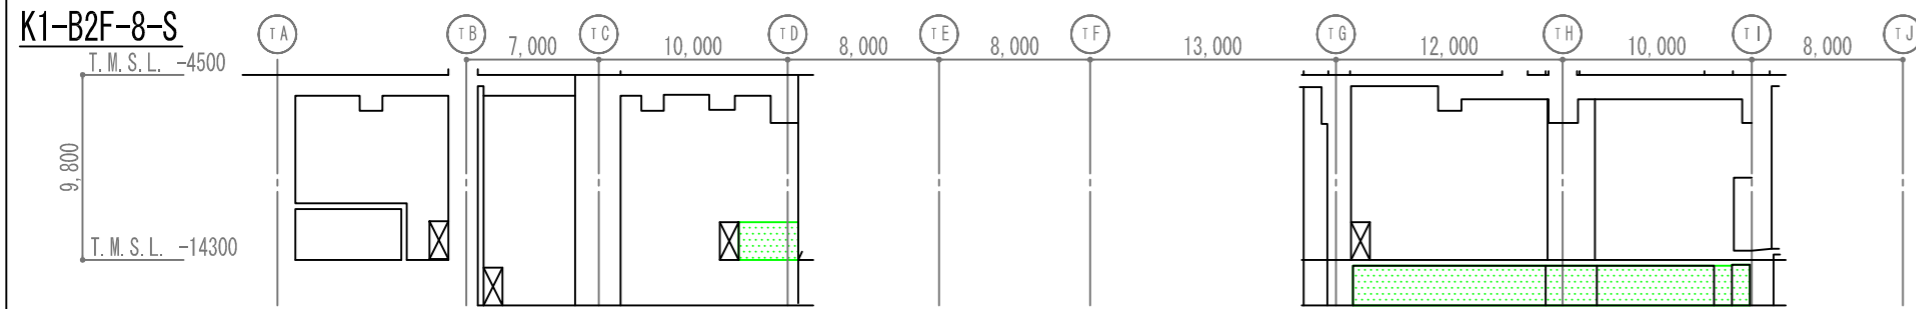 K1-B2F-8-S
TA TB TC TD TE TF TG TH TI TJ
7,000 10,000 8,000 8,000 13,000 12,000 10,000 8,000
T.M.S.L. -4500
9,800
T.M.S.L. -14300